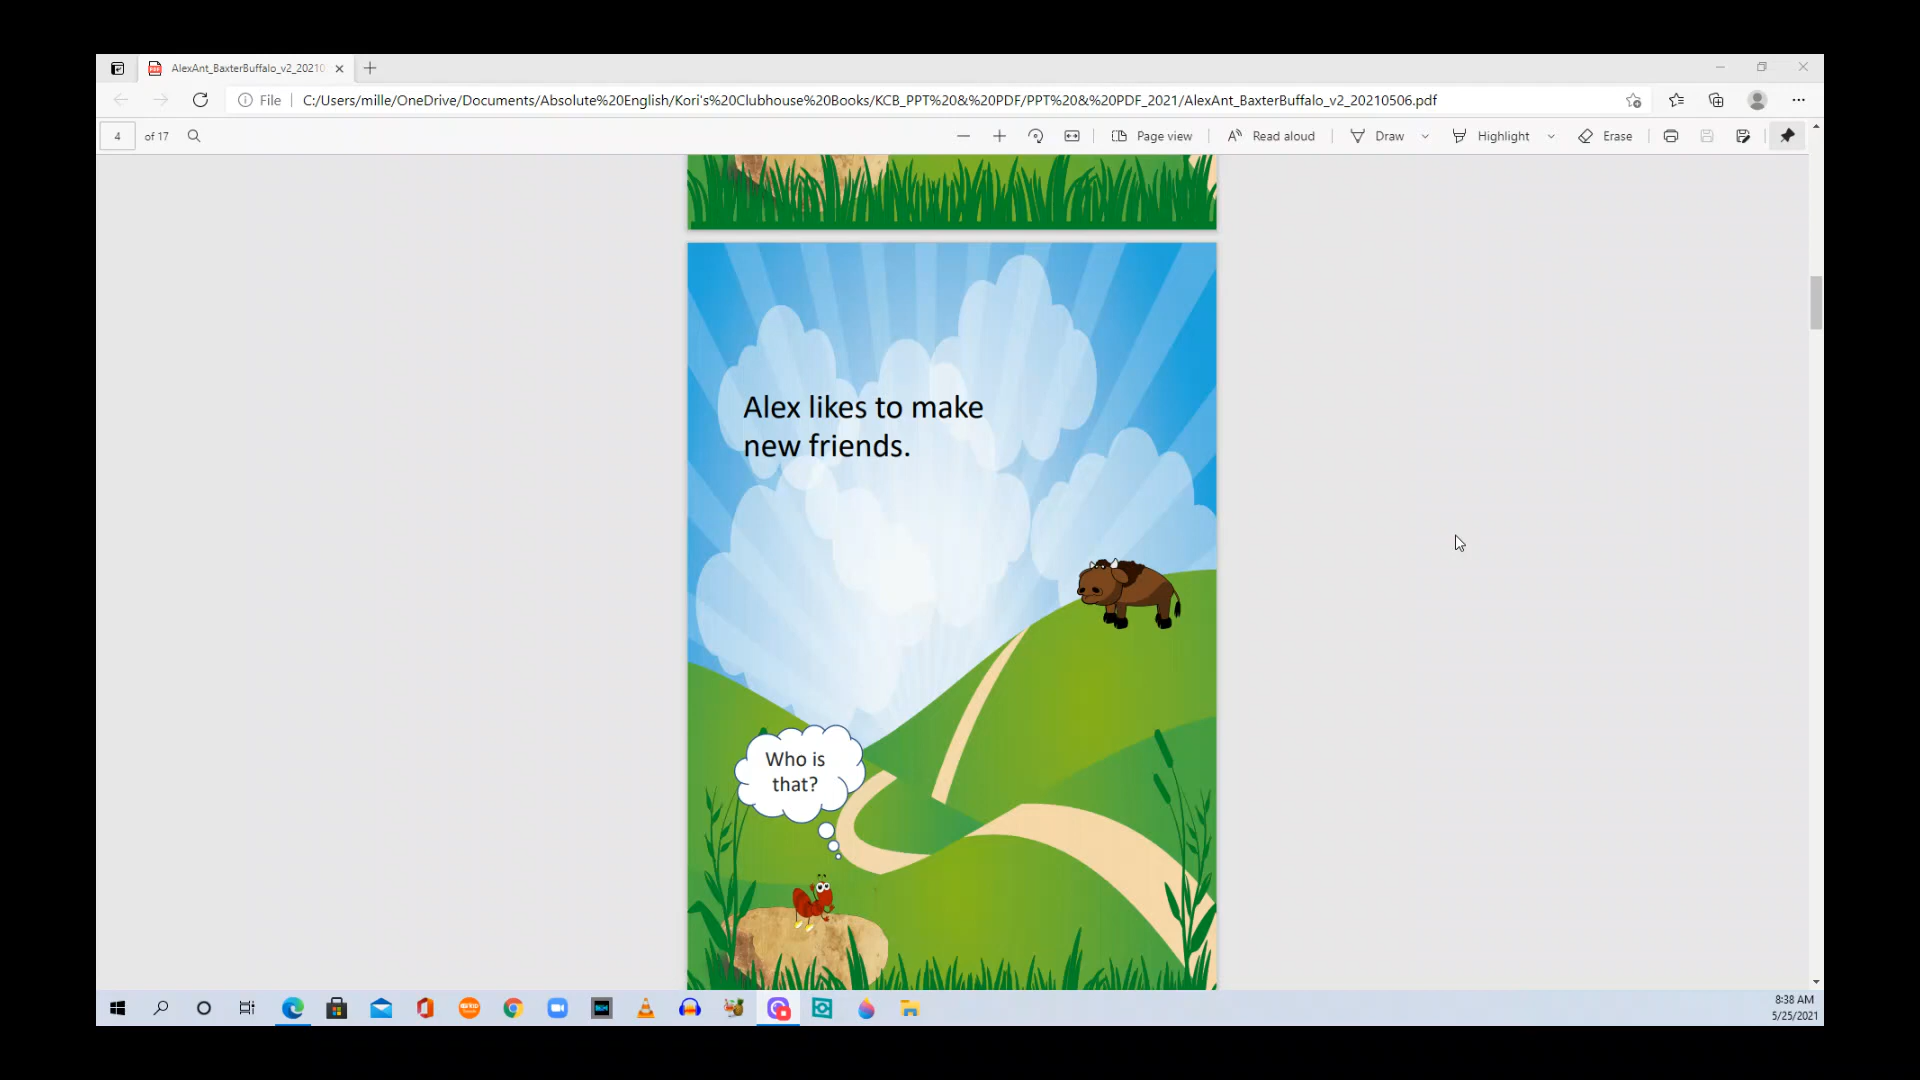 AlexAnt_BaxterBuffalo_v2_20210
File C:/Users/mille/OneDrive/Documents/Absolute%20English/Kori's%20Clubhouse%20Books/KCB_PPT%20&%20PDF/PPT%20&%20PDF_2021/AlexAnt_BaxterBuffalo_v2_20210506.pdf
4 of 17 Page view Read aloud Draw Highlight Erase
Alex likes to make
new friends.
Who is
that?
8:38 AM
5/25/2021